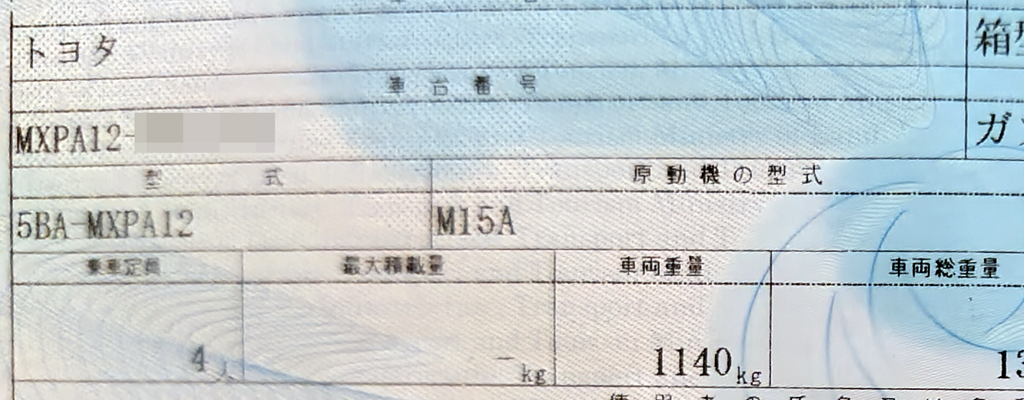 トヨタ
箱型
車台番号
MXPA12-
ガソ
型式
原動機の型式
5BA-MXPA12
M15A
乗車定員 最大積載量 車両重量 車両総重量
4人 -kg 1140kg 13